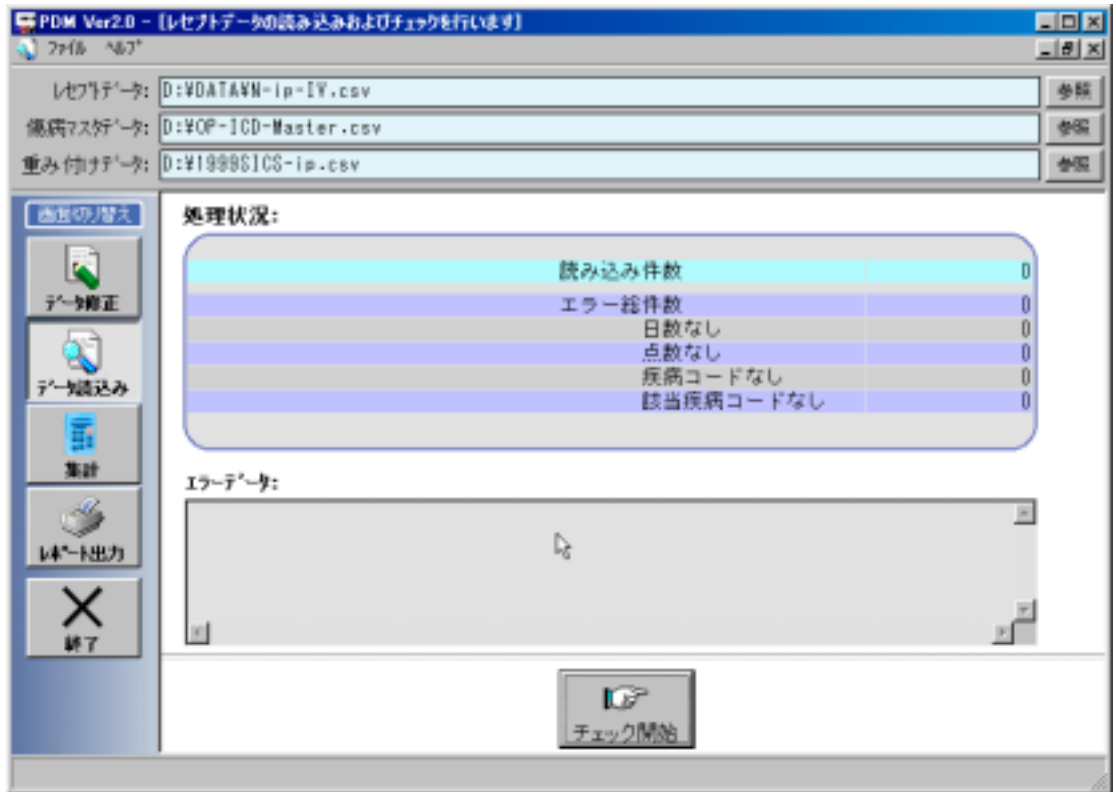 PDM Ver2.0 - [レセプトデータの読み込みおよびチェックを行います]
ファイル ヘルプ
レセプトデータ: D:¥DATA¥N-ip-IY.csv 参照
傷病マスタデータ: D:¥OP-ICD-Master.csv 参照
重み付けデータ: D:¥1999SICS-ip.csv 参照
画面切り替え
データ修正
データ読込み
集計
レポート出力
終了
処理状況:
読み込み件数 0
エラー総件数 0
日数なし 0
点数なし 0
疾病コードなし 0
該当疾病コードなし 0
エラーデータ:
チェック開始